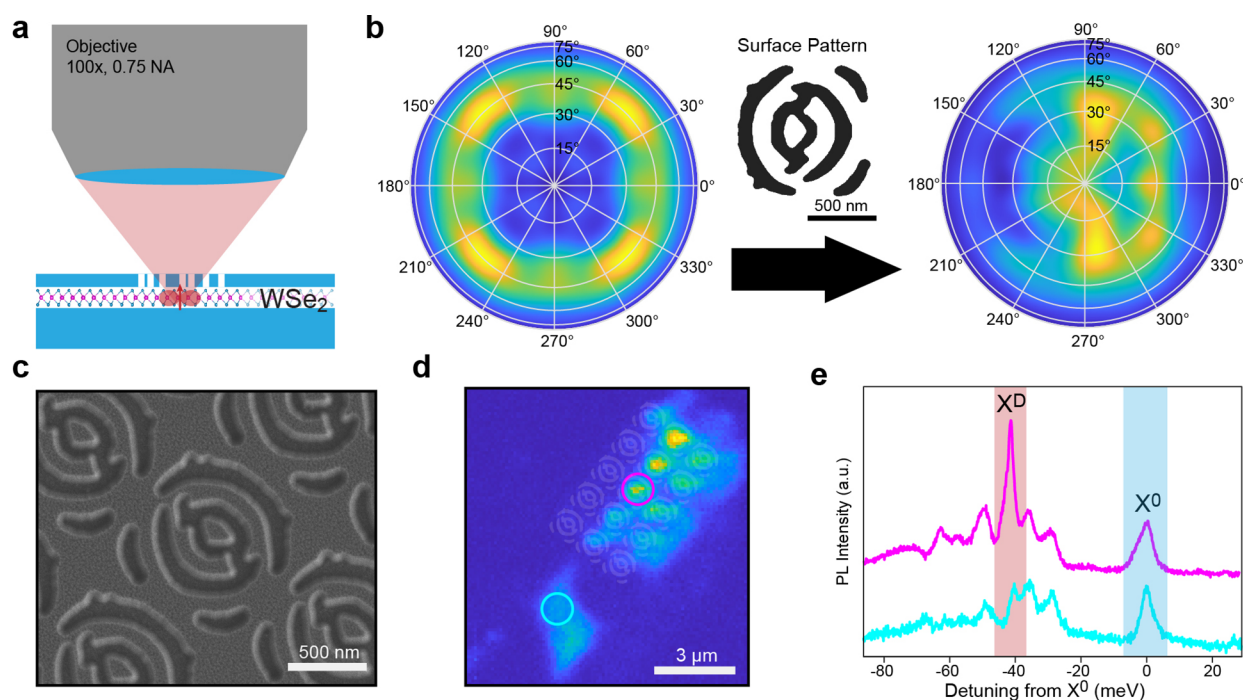 a
Objective
100x, 0.75 NA
WSe2
b
90°
75°
60°
45°
30°
15°
120°
60°
150°
30°
180°
0°
210°
330°
240°
300°
270°
Surface Pattern
500 nm
90°
75°
60°
45°
30°
15°
120°
60°
150°
30°
180°
0°
210°
330°
240°
300°
270°
c
500 nm
d
3 μm
e
XD
X0
PL Intensity (a.u.)
-80 -60 -40 -20 0 20
Detuning from X0 (meV)